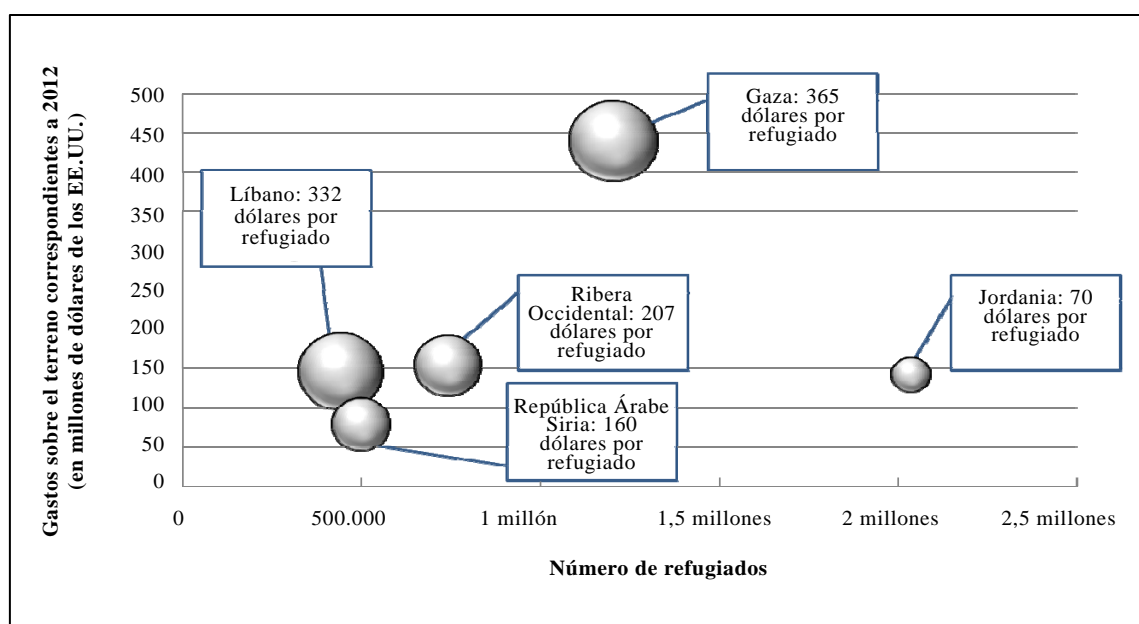 Gastos sobre el terreno correspondientes a 2012
(en millones de dólares de los EE.UU.)
500
450
400
350
300
250
200
150
100
50
0
Gaza: 365
dólares por
refugiado
Líbano: 332
dólares por
refugiado
Ribera
Occidental: 207
dólares por
refugiado
Jordania: 70
dólares por
refugiado
República Árabe
Siria: 160
dólares por
refugiado
0
500.000
1 millón
1,5 millones
2 millones
2,5 millones
Número de refugiados